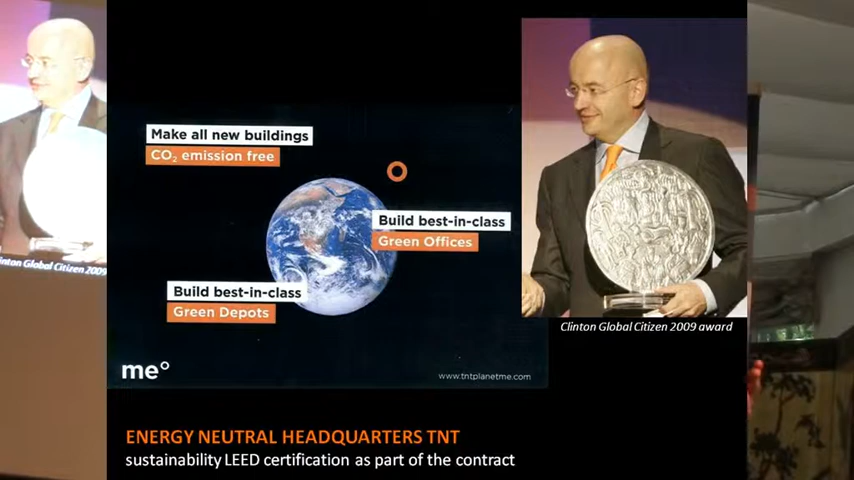 Make all new buildings
CO₂ emission free
Build best-in-class
Green Offices
Build best-in-class
Green Depots
me°
www.tntplanetme.com
Clinton Global Citizen 2009 award
ENERGY NEUTRAL HEADQUARTERS TNT
sustainability LEED certification as part of the contract
inton Global Citizen 2009